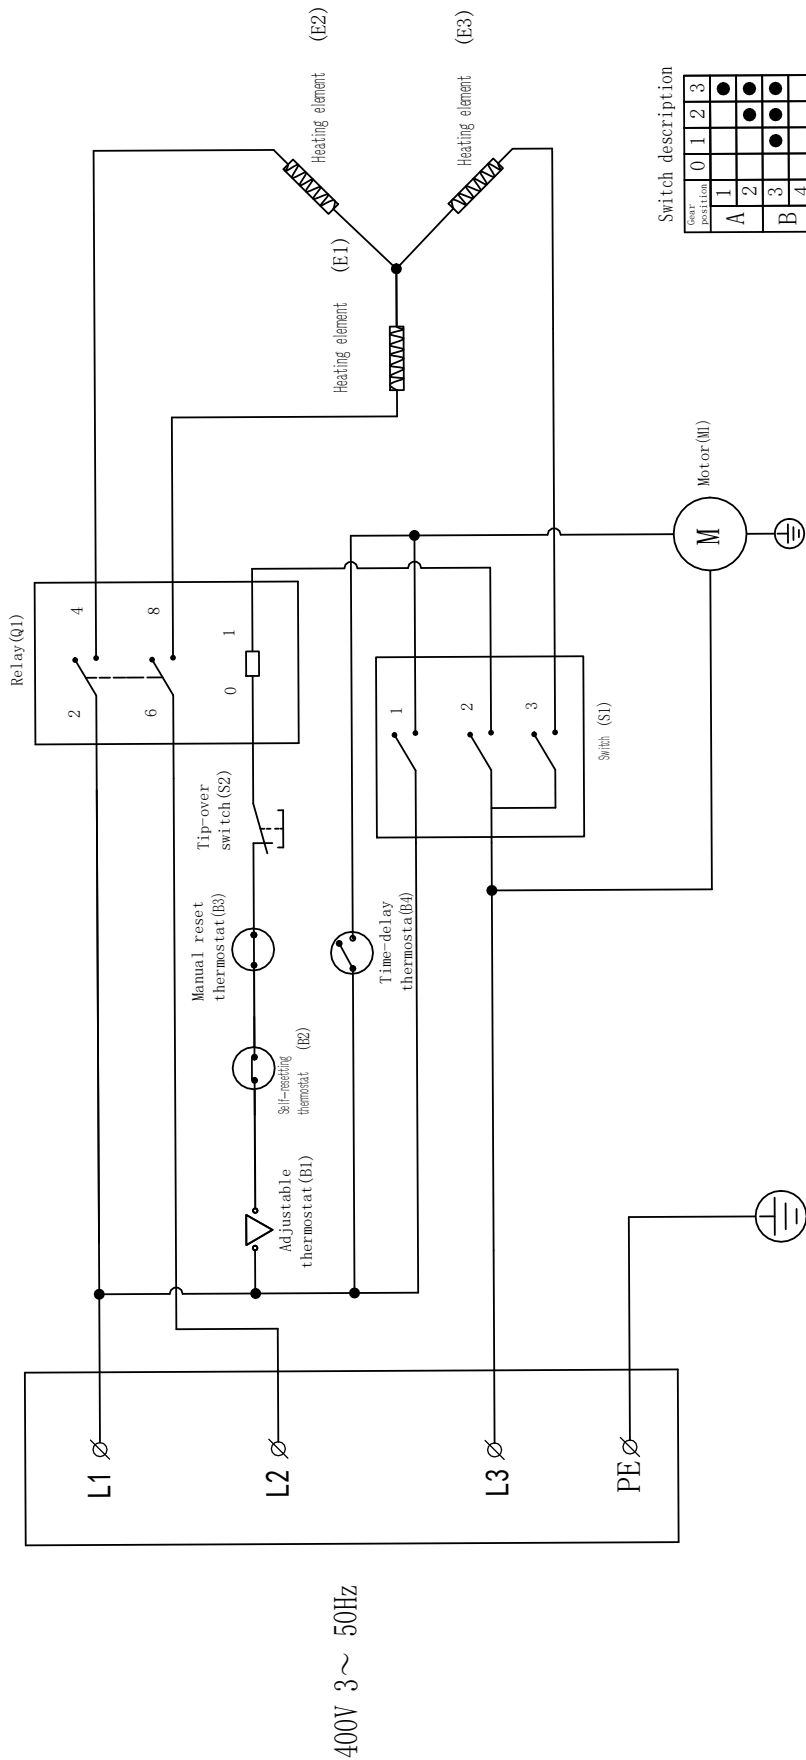 400V 3～ 50Hz
L1
L2
L3
PE
Adjustable
thermostat(B1)
Self-resetting
thermostat (B2)
Manual reset
thermostat(B3)
Tip-over
switch(S2)
Time-delay
thermosta(B4)
Relay(Q1)
2 4
6 8
0 1
1
2
3
Switch (S1)
Heating element (E1)
Heating element (E2)
Heating element (E3)
M
Motor(M1)
Switch description
Gear
position 0 1 2 3
A 1 ●
2 ● ●
B 3 ● ● ●
4